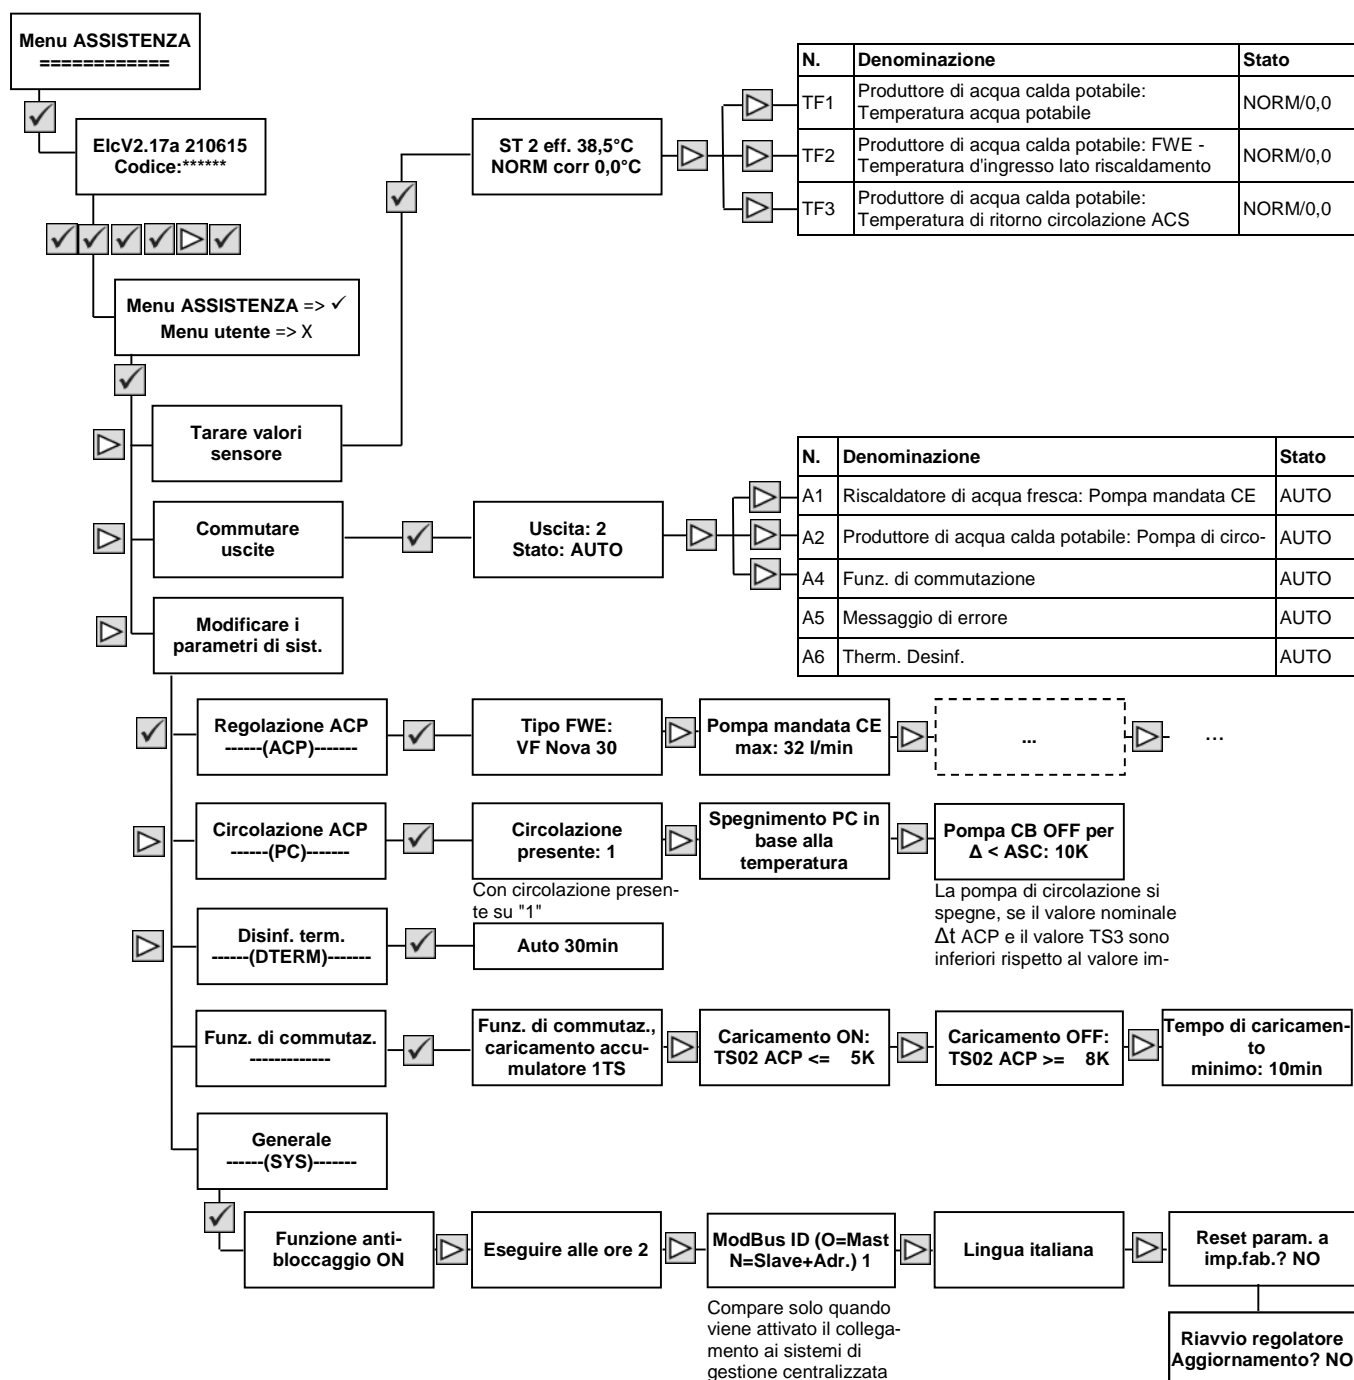 Menu ASSISTENZA
============
ElcV2.17a 210615
Codice:******
Menu ASSISTENZA => ✓
Menu utente => X
Tarare valori
sensore
ST 2 eff. 38,5°C
NORM corr 0,0°C
N. Denominazione Stato
TF1 Produttore di acqua calda potabile:
Temperatura acqua potabile NORM/0,0
TF2 Produttore di acqua calda potabile: FWE -
Temperatura d'ingresso lato riscaldamento NORM/0,0
TF3 Produttore di acqua calda potabile:
Temperatura di ritorno circolazione ACS NORM/0,0
Commutare
uscite
Uscita: 2
Stato: AUTO
N. Denominazione Stato
A1 Riscaldatore di acqua fresca: Pompa mandata CE AUTO
A2 Produttore di acqua calda potabile: Pompa di circo- AUTO
A4 Funz. di commutazione AUTO
A5 Messaggio di errore AUTO
A6 Therm. Desinf. AUTO
Modificare i
parametri di sist.
Regolazione ACP
------(ACP)-------
Tipo FWE:
VF Nova 30
Pompa mandata CE
max: 32 l/min
...
...
Circolazione ACP
------(PC)-------
Circolazione
presente: 1
Con circolazione presen-
te su "1"
Spegnimento PC in
base alla
temperatura
Pompa CB OFF per
Δ < ASC: 10K
La pompa di circolazione si
spegne, se il valore nominale
Δt ACP e il valore TS3 sono
inferiori rispetto al valore im-
Disinf. term.
------(DTERM)-------
Auto 30min
Funz. di commutaz.
-------------
Funz. di commutaz.,
caricamento accu-
mulatore 1TS
Caricamento ON:
TS02 ACP <= 5K
Caricamento OFF:
TS02 ACP >= 8K
Tempo di caricamen-
to
minimo: 10min
Generale
------(SYS)-------
Funzione anti-
bloccaggio ON
Eseguire alle ore 2
ModBus ID (O=Mast
N=Slave+Adr.) 1
Compare solo quando
viene attivato il collega-
mento ai sistemi di
gestione centralizzata
Lingua italiana
Reset param. a
imp.fab.? NO
Riavvio regolatore
Aggiornamento? NO